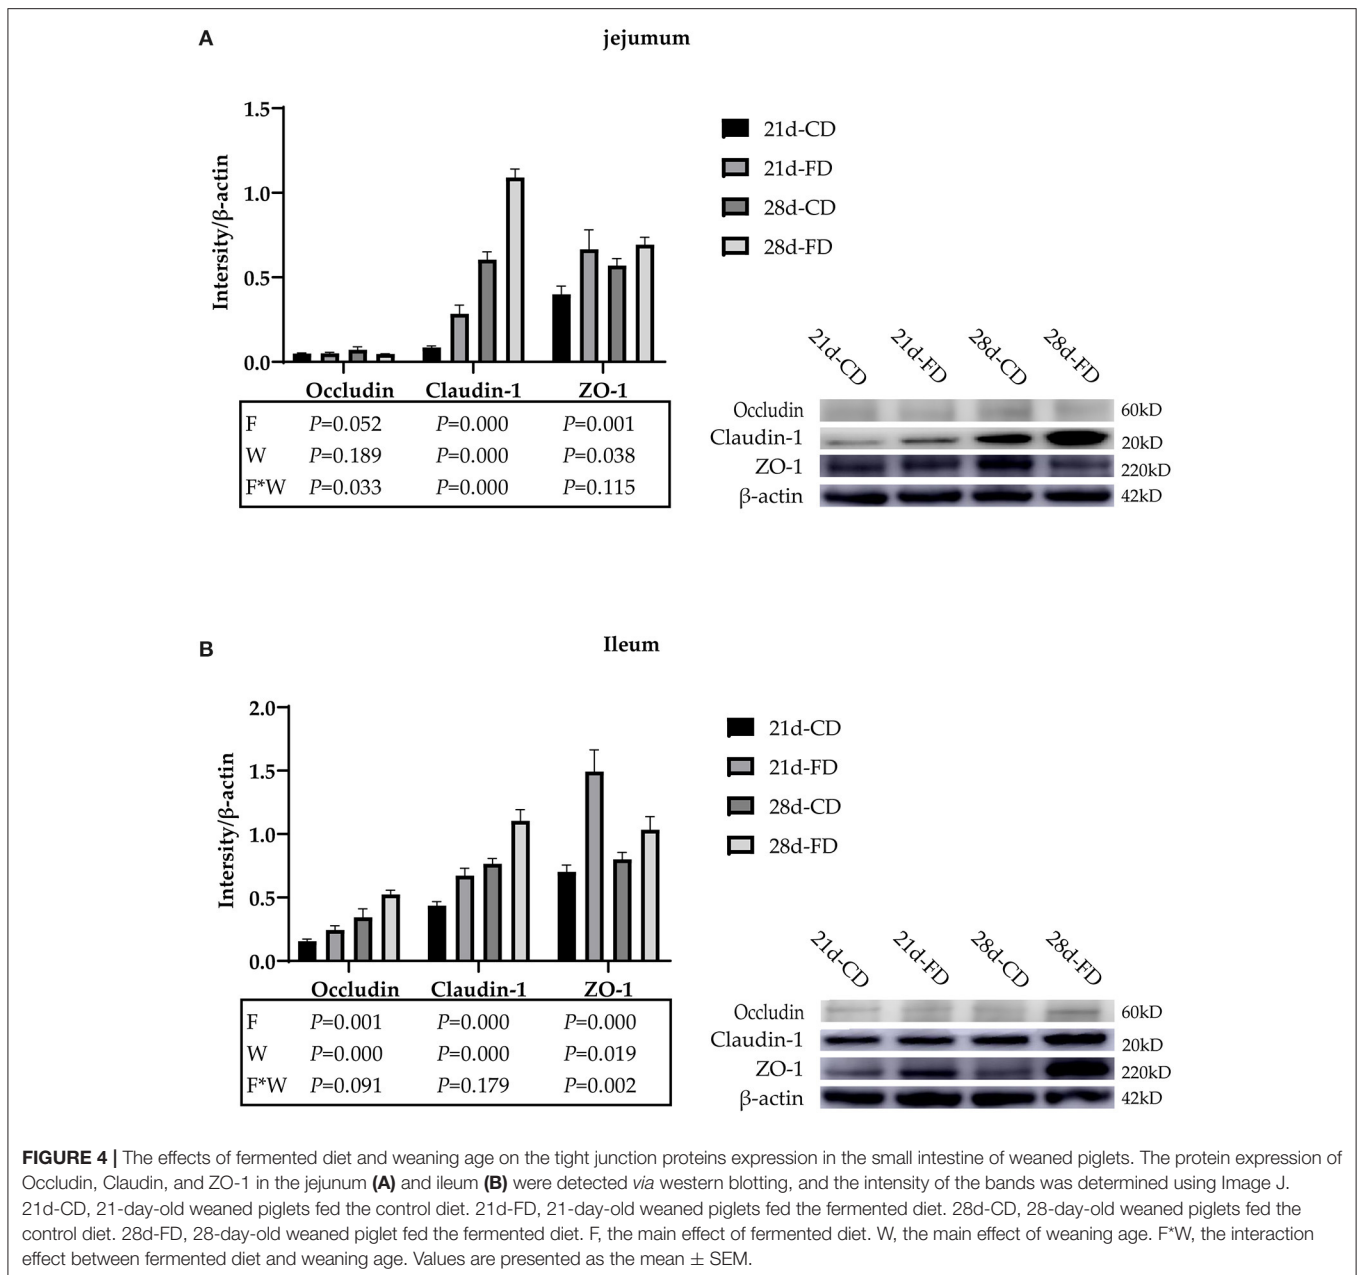 A
jejumum
1.5
1.0
0.5
0.0
Intersity/β-actin
21d-CD
21d-FD
28d-CD
28d-FD
Occludin Claudin-1 ZO-1
F P=0.052 P=0.000 P=0.001
W P=0.189 P=0.000 P=0.038
F*W P=0.033 P=0.000 P=0.115
21d-CD 21d-FD 28d-CD 28d-FD
Occludin 60kD
Claudin-1 20kD
ZO-1 220kD
β-actin 42kD
B
Ileum
2.0
1.5
1.0
0.5
0.0
Intersity/β-actin
21d-CD
21d-FD
28d-CD
28d-FD
Occludin Claudin-1 ZO-1
F P=0.001 P=0.000 P=0.000
W P=0.000 P=0.000 P=0.019
F*W P=0.091 P=0.179 P=0.002
21d-CD 21d-FD 28d-CD 28d-FD
Occludin 60kD
Claudin-1 20kD
ZO-1 220kD
β-actin 42kD
FIGURE 4 | The effects of fermented diet and weaning age on the tight junction proteins expression in the small intestine of weaned piglets. The protein expression of
Occludin, Claudin, and ZO-1 in the jejunum (A) and ileum (B) were detected via western blotting, and the intensity of the bands was determined using Image J.
21d-CD, 21-day-old weaned piglets fed the control diet. 21d-FD, 21-day-old weaned piglets fed the fermented diet. 28d-CD, 28-day-old weaned piglets fed the
control diet. 28d-FD, 28-day-old weaned piglet fed the fermented diet. F, the main effect of fermented diet. W, the main effect of weaning age. F*W, the interaction
effect between fermented diet and weaning age. Values are presented as the mean ± SEM.